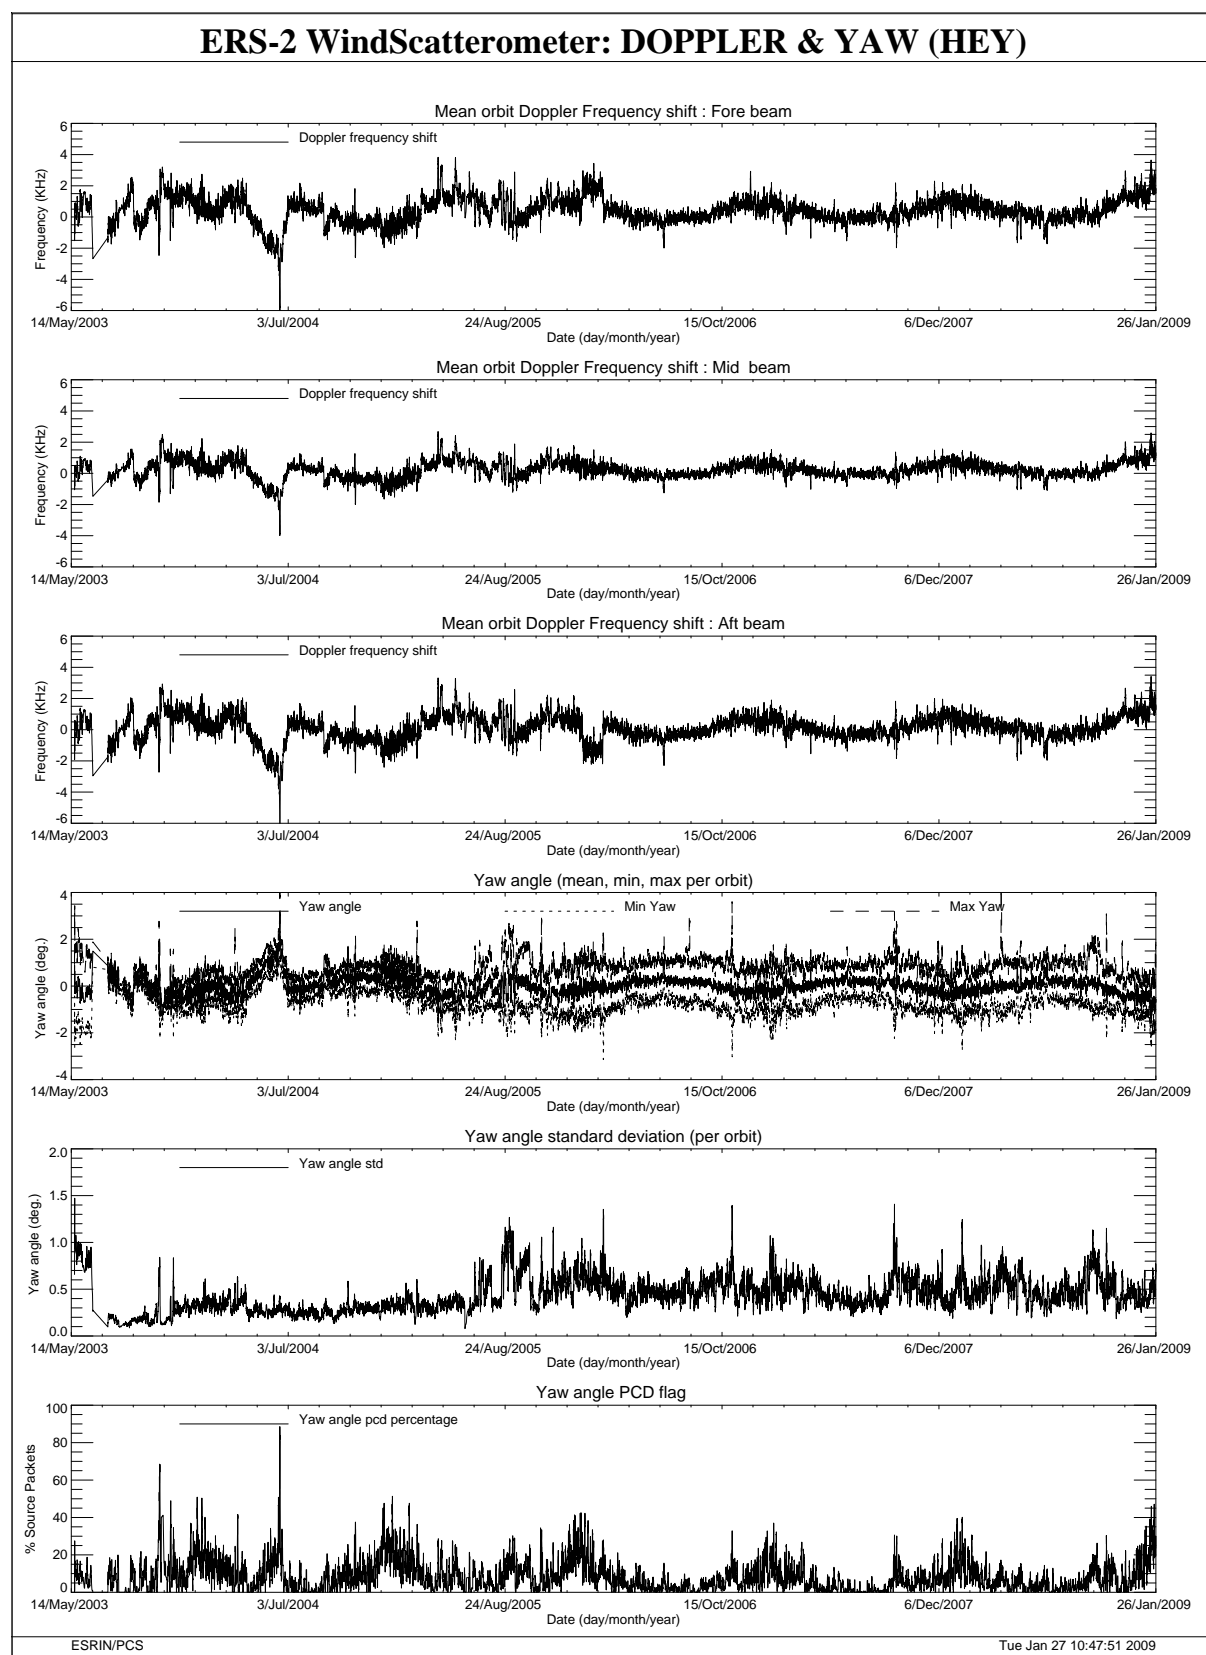 ERS-2 WindScatterometer: DOPPLER & YAW (HEY)
Mean orbit Doppler Frequency shift : Fore beam
Doppler frequency shift
Frequency (KHz)
6
4
2
0
-2
-4
-6
14/May/2003 3/Jul/2004 24/Aug/2005 15/Oct/2006 6/Dec/2007 26/Jan/2009
Date (day/month/year)
Mean orbit Doppler Frequency shift : Mid beam
Doppler frequency shift
Frequency (KHz)
6
4
2
0
-2
-4
-6
14/May/2003 3/Jul/2004 24/Aug/2005 15/Oct/2006 6/Dec/2007 26/Jan/2009
Date (day/month/year)
Mean orbit Doppler Frequency shift : Aft beam
Doppler frequency shift
Frequency (KHz)
6
4
2
0
-2
-4
-6
14/May/2003 3/Jul/2004 24/Aug/2005 15/Oct/2006 6/Dec/2007 26/Jan/2009
Date (day/month/year)
Yaw angle (mean, min, max per orbit)
Yaw angle Min Yaw Max Yaw
Yaw angle (deg.)
4
2
0
-2
-4
14/May/2003 3/Jul/2004 24/Aug/2005 15/Oct/2006 6/Dec/2007 26/Jan/2009
Date (day/month/year)
Yaw angle standard deviation (per orbit)
Yaw angle std
Yaw angle (deg.)
2.0
1.5
1.0
0.5
0.0
14/May/2003 3/Jul/2004 24/Aug/2005 15/Oct/2006 6/Dec/2007 26/Jan/2009
Date (day/month/year)
Yaw angle PCD flag
Yaw angle pcd percentage
% Source Packets
100
80
60
40
20
0
14/May/2003 3/Jul/2004 24/Aug/2005 15/Oct/2006 6/Dec/2007 26/Jan/2009
Date (day/month/year)
ESRIN/PCS Tue Jan 27 10:47:51 2009